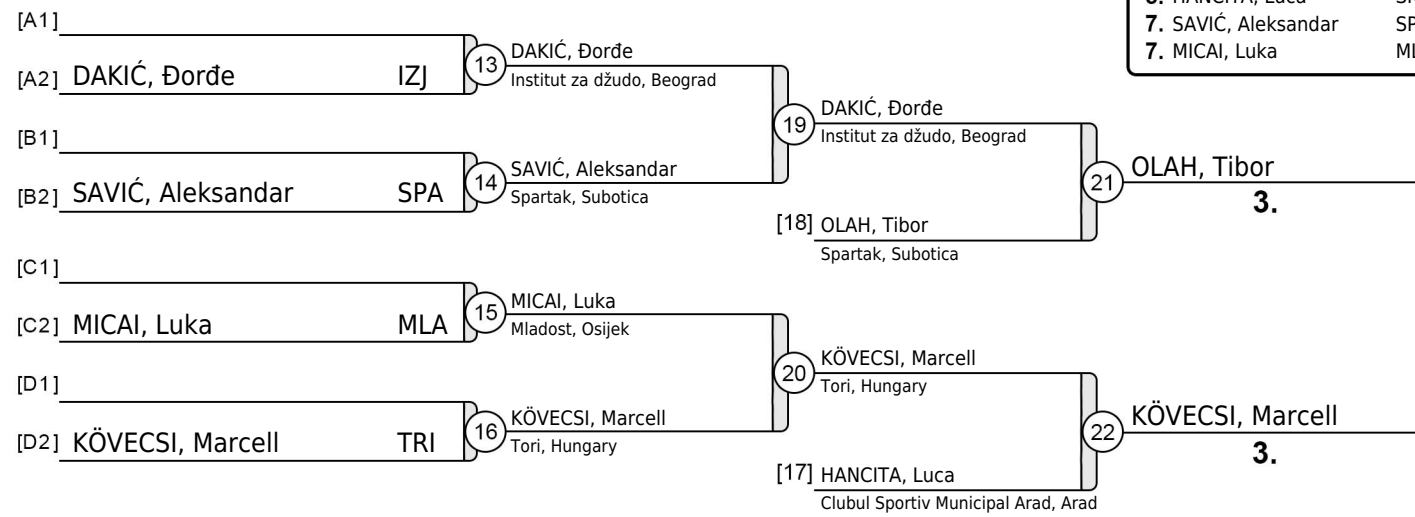 HANCITA, Luca
7. SAVIĆ, Aleksandar SP
7. MICAI, Luka
[A1]
[A2] DAKIĆ, Đorđe IZJ
13
DAKIĆ, Đorđe
Institut za džudo, Beograd
[B1]
[B2] SAVIĆ, Aleksandar SPA
14
SAVIĆ, Aleksandar
Spartak, Subotica
19
DAKIĆ, Đorđe
Institut za džudo, Beograd
[18] OLAH, Tibor
Spartak, Subotica
21
OLAH, Tibor
3.
[C1]
[C2] MICAI, Luka MLA
15
MICAI, Luka
Mladost, Osijek
[D1]
[D2] KÖVECSI, Marcell TRI
16
KÖVECSI, Marcell
Tori, Hungary
20
KÖVECSI, Marcell
Tori, Hungary
[17] HANCITA, Luca
Clubul Sportiv Municipal Arad, Arad
22
KÖVECSI, Marcell
3.